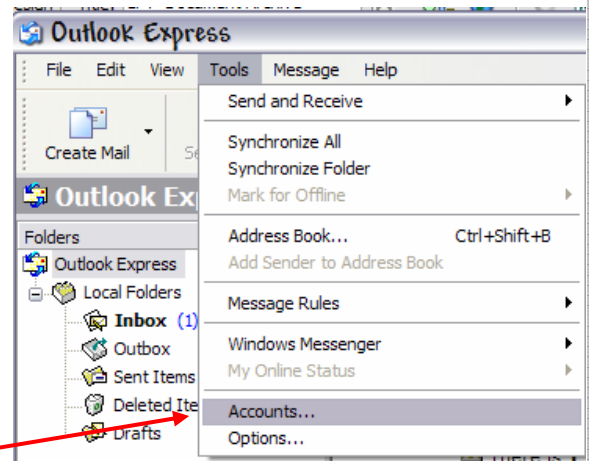 Outlook Express
File Edit View Tools Message Help
Create Mail
Send and Receive
Synchronize All
Synchronize Folder
Mark for Offline
Address Book... Ctrl+Shift+B
Add Sender to Address Book
Message Rules
Windows Messenger
My Online Status
Accounts...
Options...
Outlook Ex
Folders
Outlook Express
Local Folders
Inbox (1)
Outbox
Sent Items
Deleted Ite
Drafts